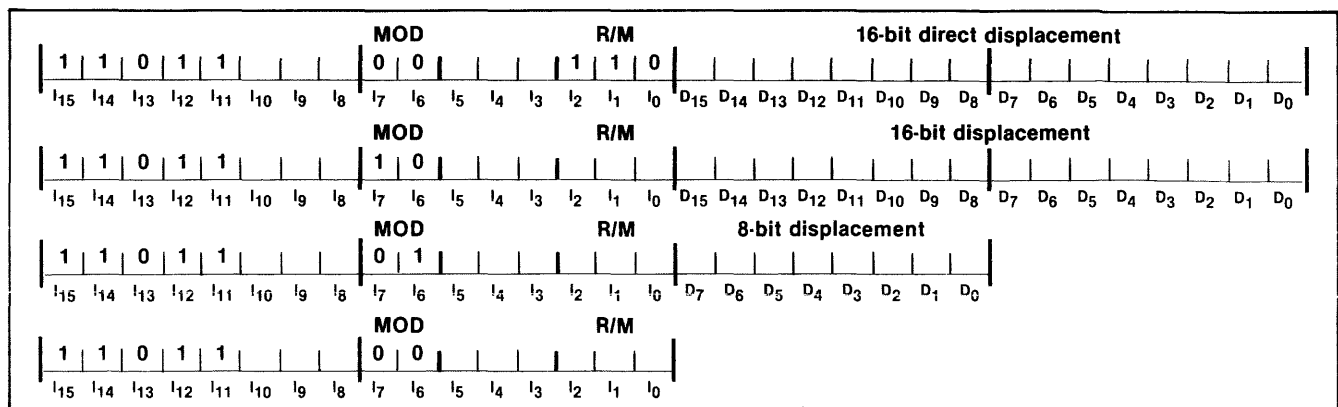 MOD R/M 16-bit direct displacement
1 1 0 1 1 0 0 1 1 0
I15 I14 I13 I12 I11 I10 I9 I8 I7 I6 I5 I4 I3 I2 I1 I0 D15 D14 D13 D12 D11 D10 D9 D8 D7 D6 D5 D4 D3 D2 D1 D0
MOD R/M 16-bit displacement
1 1 0 1 1 1 0
I15 I14 I13 I12 I11 I10 I9 I8 I7 I6 I5 I4 I3 I2 I1 I0 D15 D14 D13 D12 D11 D10 D9 D8 D7 D6 D5 D4 D3 D2 D1 D0
MOD R/M 8-bit displacement
1 1 0 1 1 0 1
I15 I14 I13 I12 I11 I10 I9 I8 I7 I6 I5 I4 I3 I2 I1 I0 D7 D6 D5 D4 D3 D2 D1 D0
MOD R/M
1 1 0 1 1 0 0
I15 I14 I13 I12 I11 I10 I9 I8 I7 I6 I5 I4 I3 I2 I1 I0